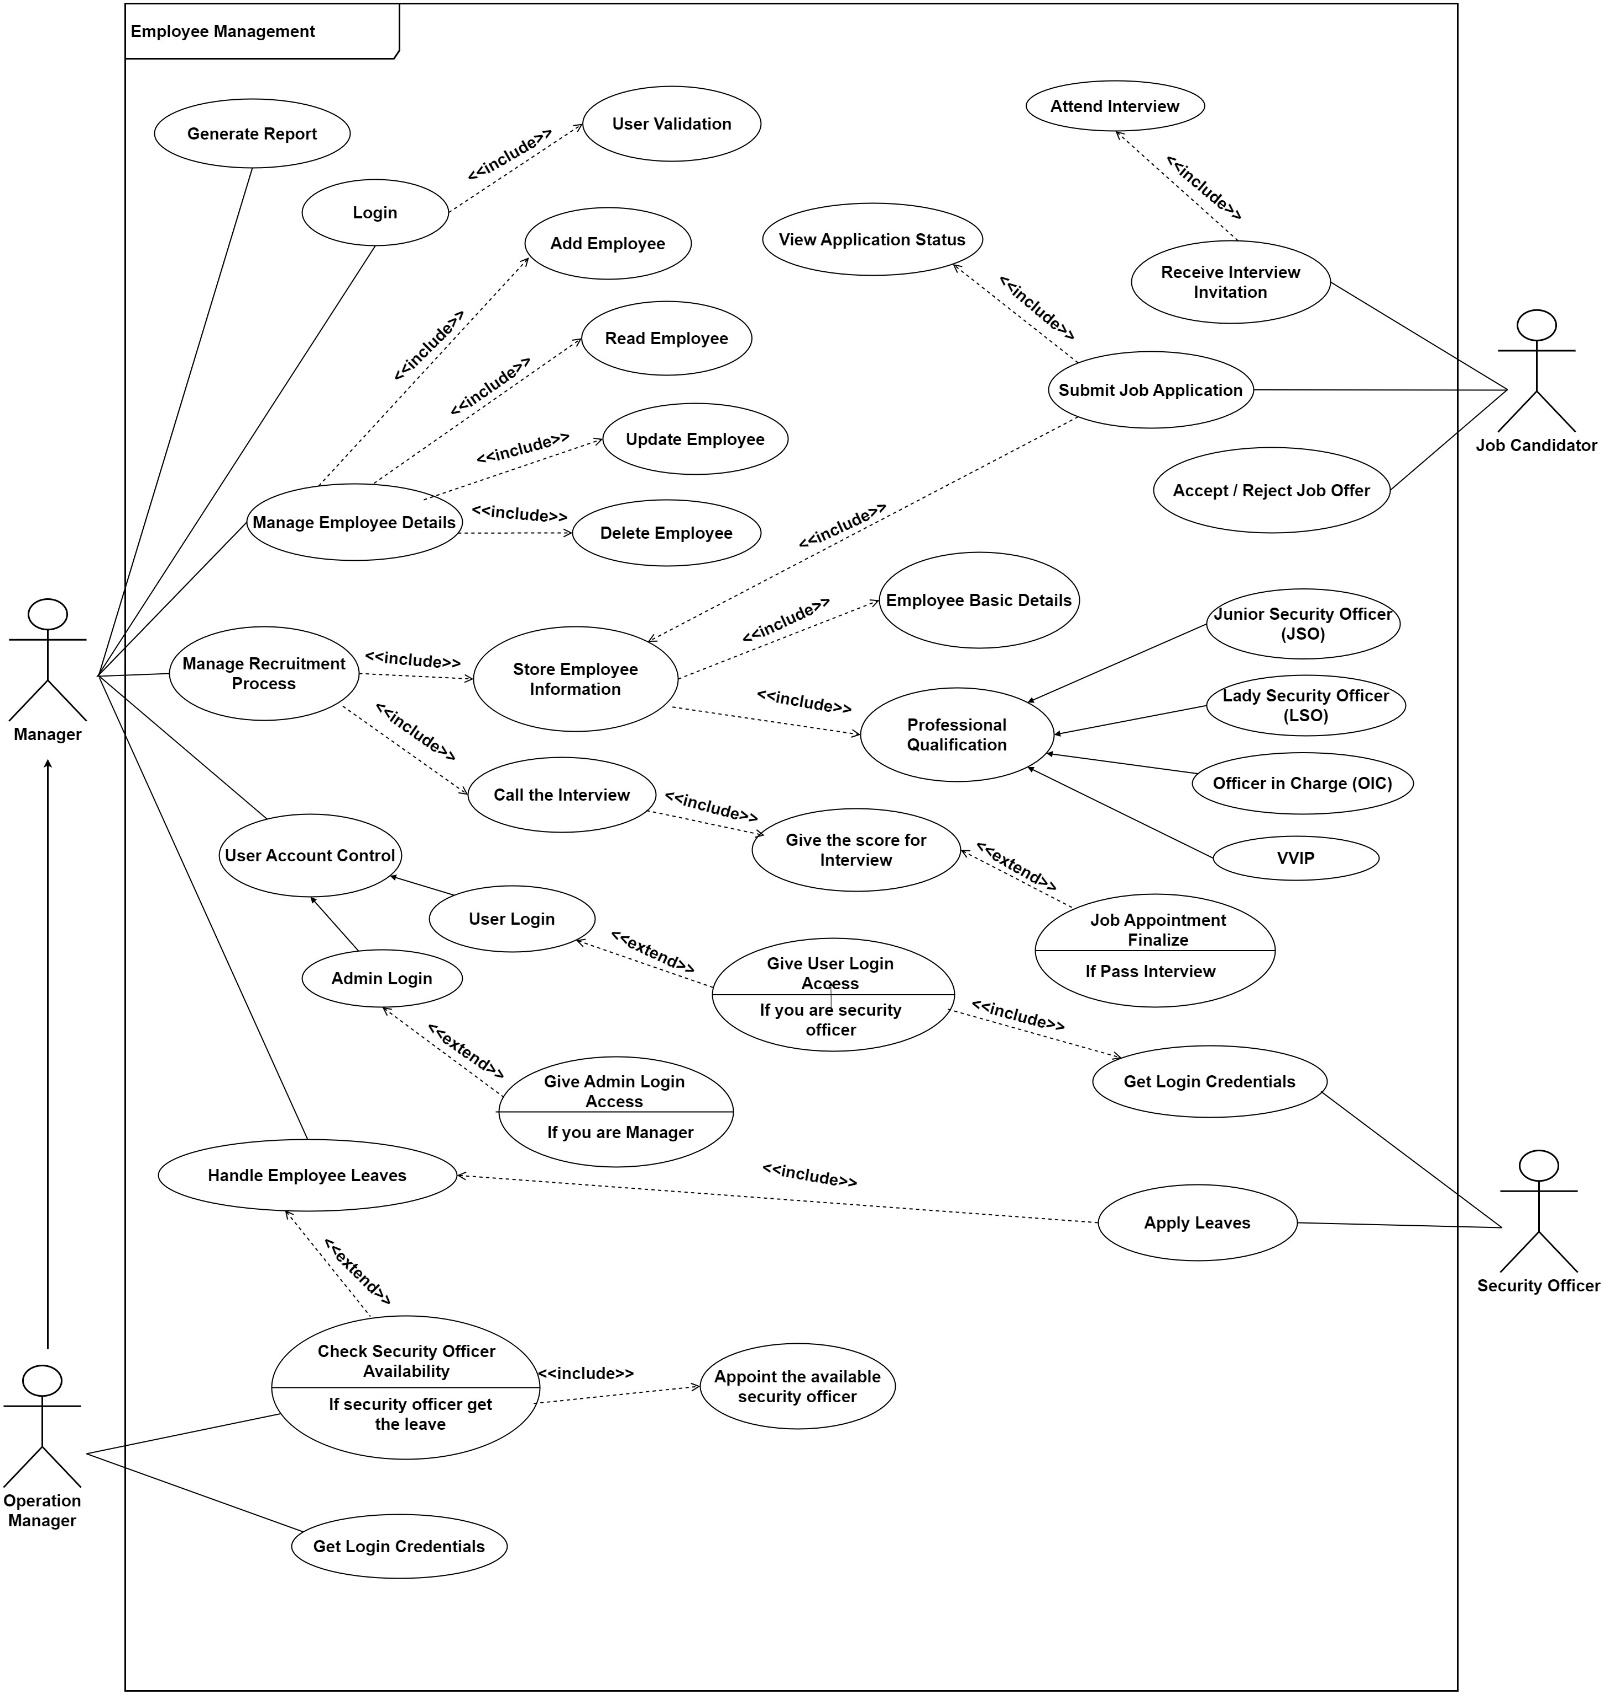 Employee Management
Generate Report
Login
<<include>>
User Validation
Add Employee
<<include>>
Read Employee
<<include>>
Update Employee
<<include>>
Delete Employee
<<include>>
Manage Employee Details
Attend Interview
<<include>>
Receive Interview
Invitation
View Application Status
<<include>>
Submit Job Application
Accept / Reject Job Offer
Job Candidator
<<include>>
Manager
Manage Recruitment
Process
<<include>>
Store Employee
Information
<<include>>
Employee Basic Details
<<include>>
Professional
Qualification
Junior Security Officer
(JSO)
Lady Security Officer
(LSO)
Officer in Charge (OIC)
VVIP
<<include>>
Call the Interview
<<include>>
Give the score for
Interview
<<extend>>
Job Appointment
Finalize
If Pass Interview
User Account Control
User Login
Admin Login
<<extend>>
Give User Login
Access
If you are security
officer
<<include>>
Get Login Credentials
<<extend>>
Give Admin Login
Access
If you are Manager
Handle Employee Leaves
<<include>>
Apply Leaves
Security Officer
<<extend>>
Check Security Officer
Availability
If security officer get
the leave
<<include>>
Appoint the available
security officer
Operation
Manager
Get Login Credentials